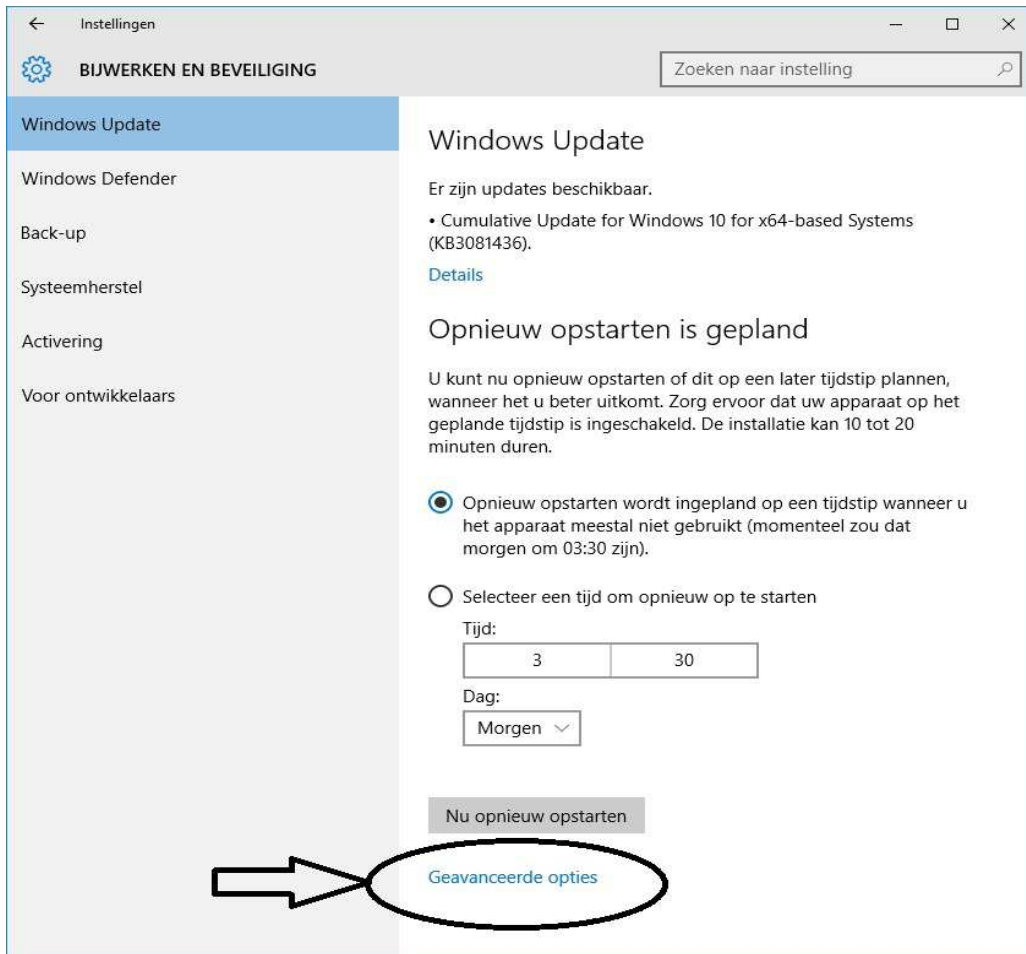 Instellingen
BIJWERKEN EN BEVEILIGING
Zoeken naar instelling
Windows Update
Windows Defender
Back-up
Systeemherstel
Activering
Voor ontwikkelaars
Windows Update
Er zijn updates beschikbaar.
• Cumulative Update for Windows 10 for x64-based Systems
(KB3081436).
Details
Opnieuw opstarten is gepland
U kunt nu opnieuw opstarten of dit op een later tijdstip plannen,
wanneer het u beter uitkomt. Zorg ervoor dat uw apparaat op het
geplande tijdstip is ingeschakeld. De installatie kan 10 tot 20
minuten duren.
Opnieuw opstarten wordt ingepland op een tijdstip wanneer u
het apparaat meestal niet gebruikt (momenteel zou dat
morgen om 03:30 zijn).
Selecteer een tijd om opnieuw op te starten
Tijd:
3 30
Dag:
Morgen
Nu opnieuw opstarten
Geavanceerde opties